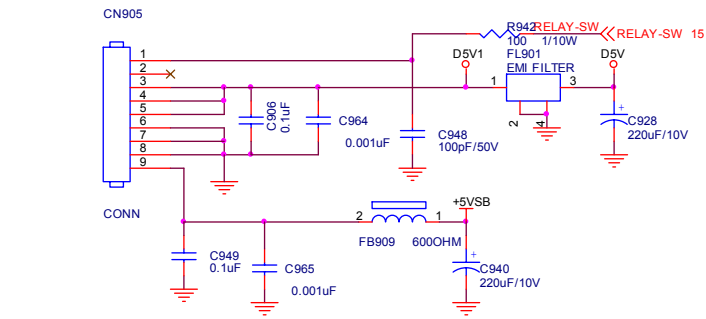 CN905
1
2
3
4
5
6
7
8
9
CONN
C906
0.1uF
C964
0.001uF
C948
100pF/50V
R942
100 1/10W
RELAY-SW
RELAY-SW 15
D5V1
FL901
EMI FILTER
1
3
2
4
D5V
+
C928
220uF/10V
C949
0.1uF
C965
0.001uF
2
1
FB909 600OHM
+5VSB
+
C940
220uF/10V